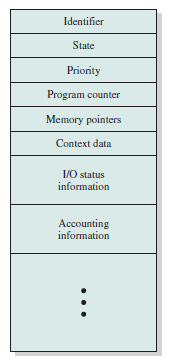 Identifier
State
Priority
Program counter
Memory pointers
Context data
I/O status
information
Accounting
information